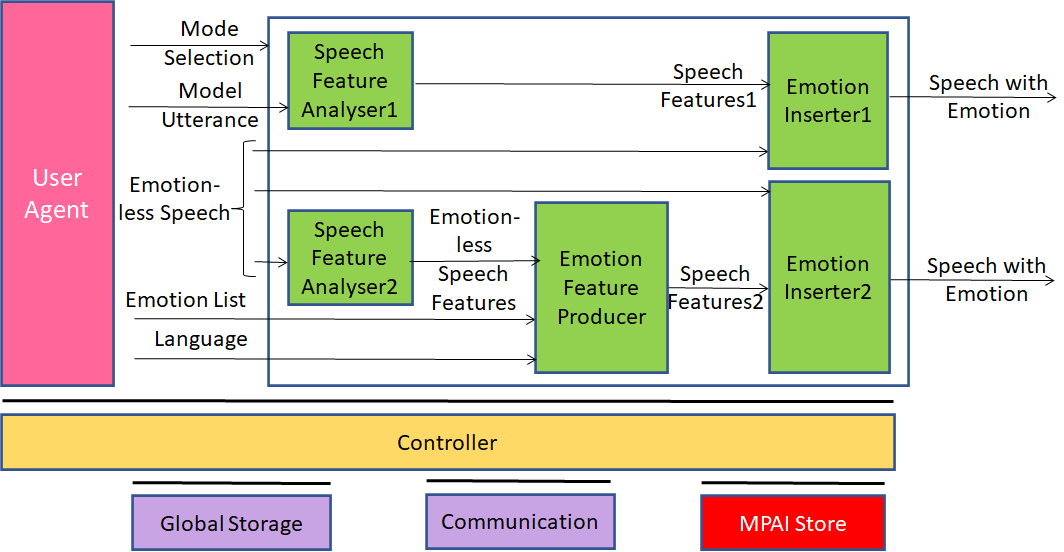 User
Agent
Mode
Selection
Model
Utterance
Emotion-
less Speech
Emotion List
Language
Speech
Feature
Analyser1
Speech
Features1
Emotion
Inserter1
Speech with
Emotion
Speech
Feature
Analyser2
Emotion-
less
Speech
Features
Emotion
Feature
Producer
Speech
Features2
Emotion
Inserter2
Speech with
Emotion
Controller
Global Storage
Communication
MPAI Store